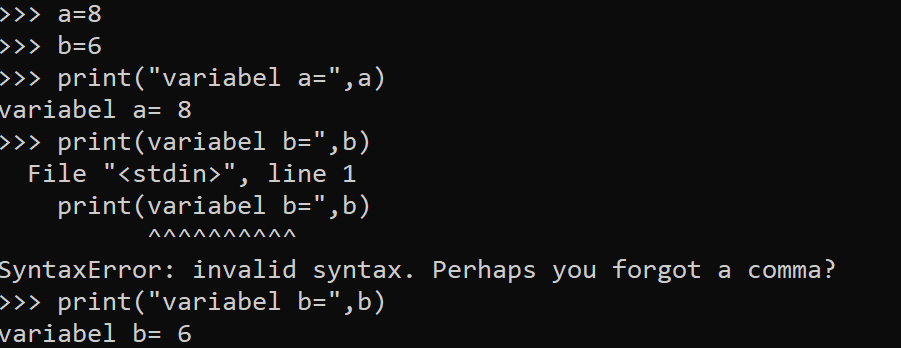 >>> a=8
>>> b=6
>>> print("variabel a=",a)
variabel a= 8
>>> print(variabel b=",b)
  File "<stdin>", line 1
    print(variabel b=",b)
          ^^^^^^^^^^
SyntaxError: invalid syntax. Perhaps you forgot a comma?
>>> print("variabel b=",b)
variabel b= 6